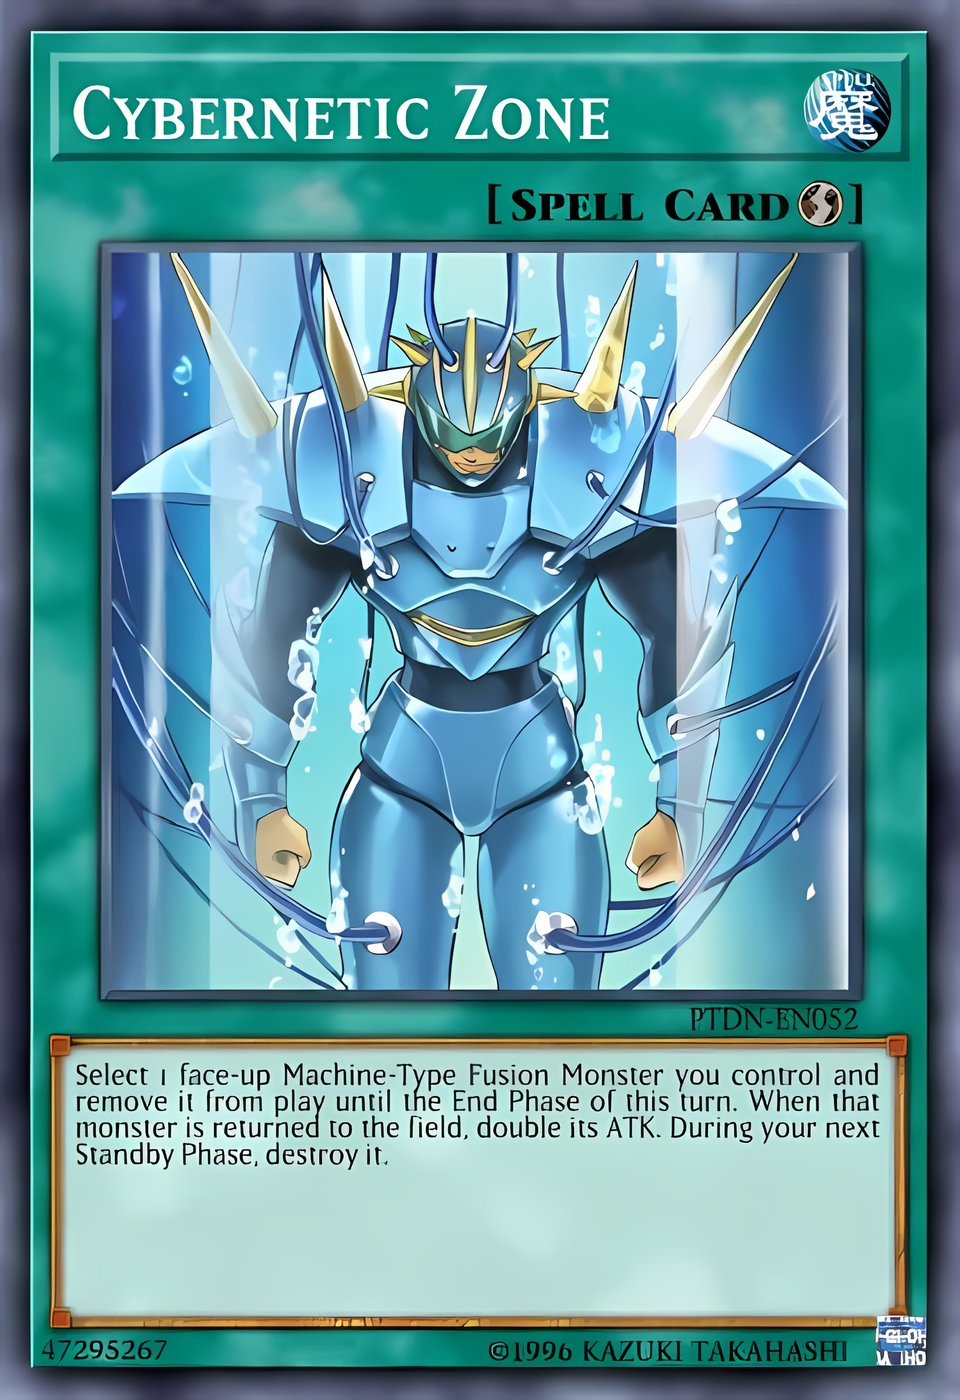 CYBERNETIC ZONE
魔
[SPELL CARD]
PTDN-EN052
Select 1 face-up Machine-Type Fusion Monster you control and
remove it from play until the End Phase of this turn. When that
monster is returned to the field, double its ATK. During your next
Standby Phase, destroy it.
47295267
©1996 KAZUKI TAKAHASHI